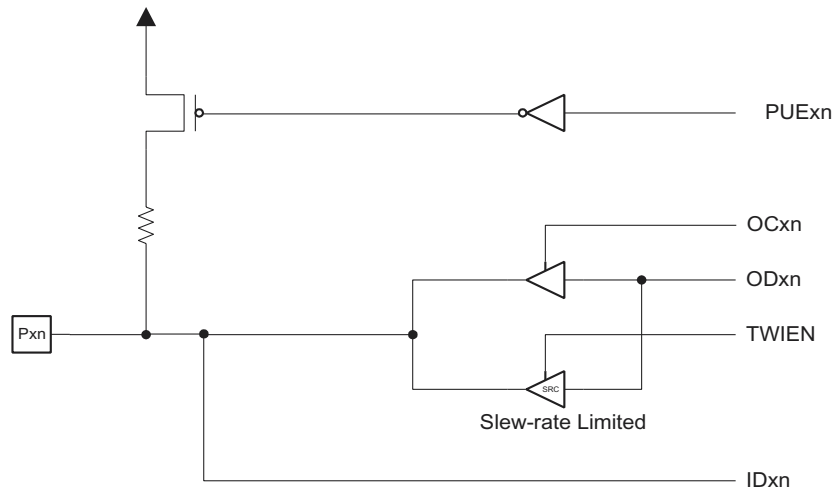 PUExn
OCxn
ODxn
Pxn
TWIEN
SRC
Slew-rate Limited
IDxn